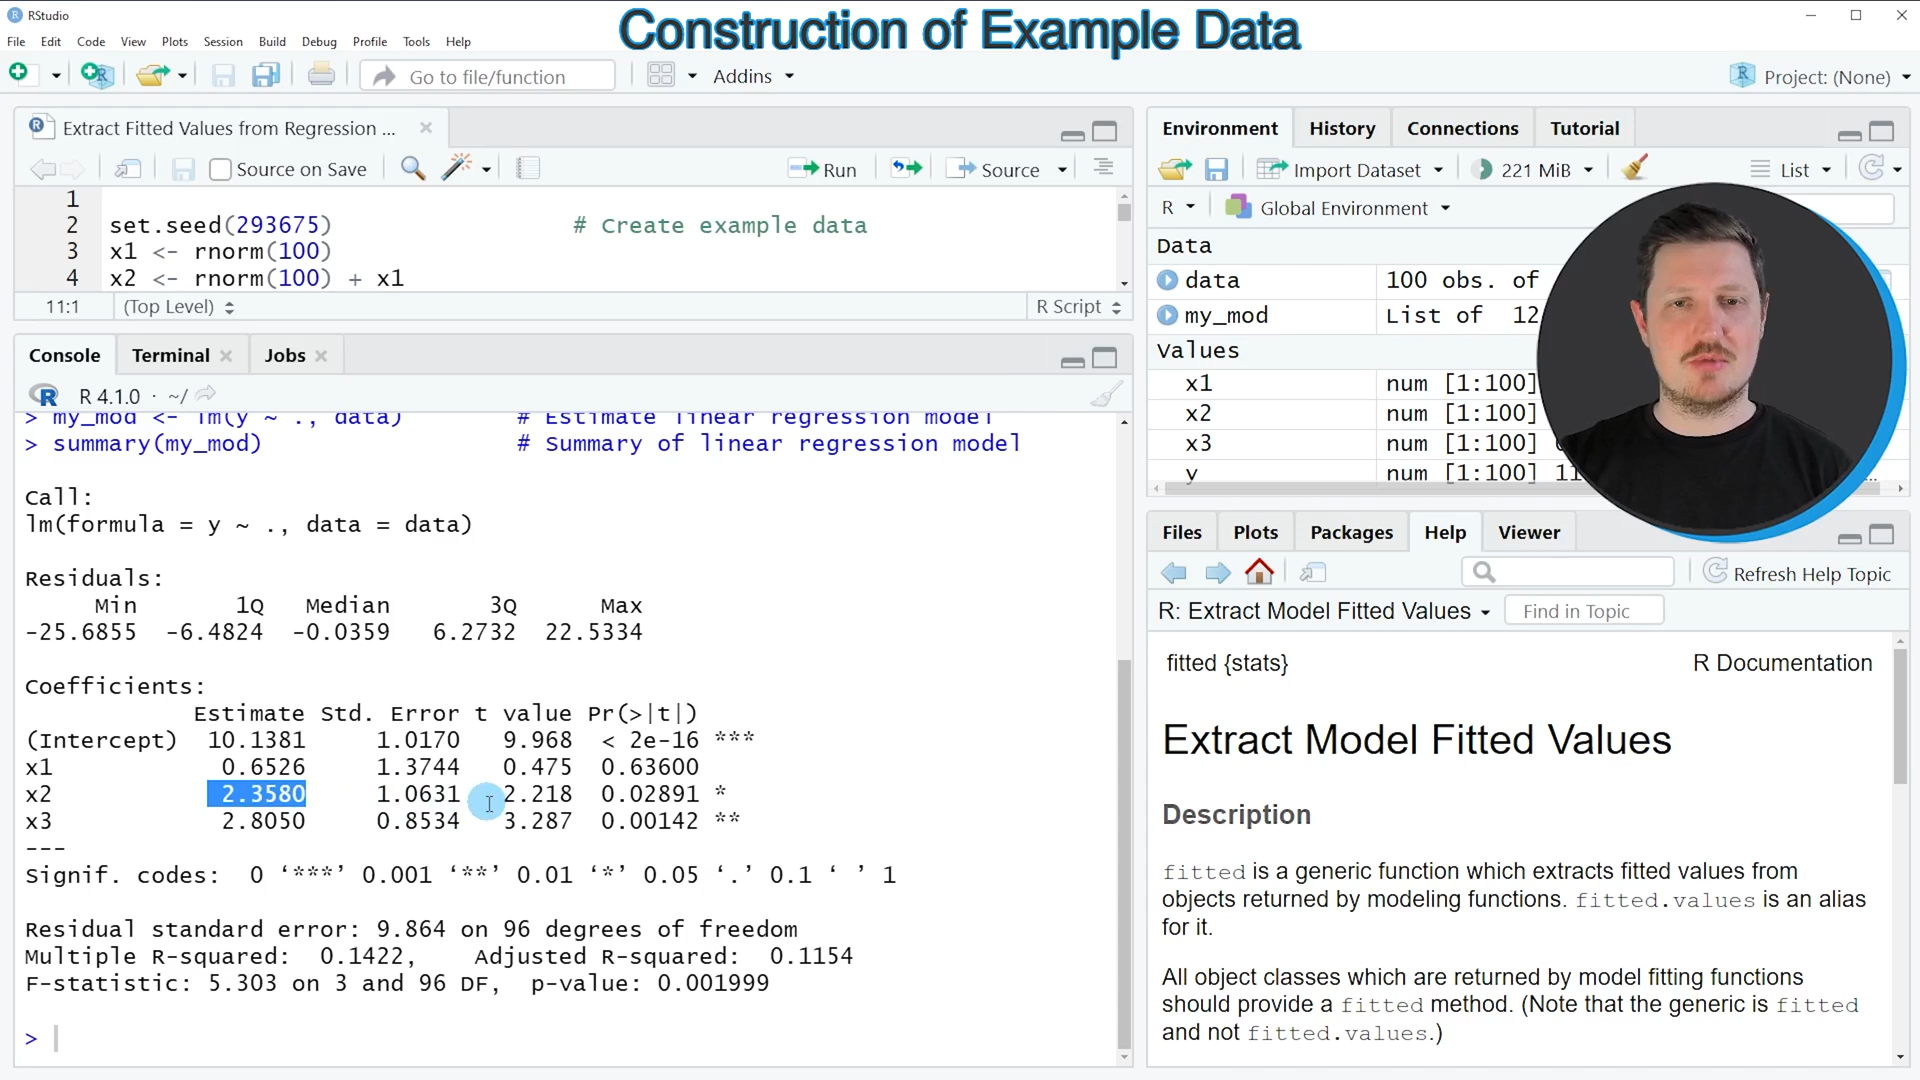 RStudio
Construction of Example Data
File Edit Code View Plots Session Build Debug Profile Tools Help
Go to file/function
Addins
Project: (None)
Extract Fitted Values from Regression ...
Source on Save
Run
Source
1
2 set.seed(293675) # Create example data
3 x1 <- rnorm(100)
4 x2 <- rnorm(100) + x1
11:1 (Top Level) R Script
Console Terminal Jobs
R 4.1.0 · ~/
> my_mod <- lm(y ~ ., data) # Estimate linear regression model
> summary(my_mod) # Summary of linear regression model
Call:
lm(formula = y ~ ., data = data)
Residuals:
Min 1Q Median 3Q Max
-25.6855 -6.4824 -0.0359 6.2732 22.5334
Coefficients:
Estimate Std. Error t value Pr(>|t|)
(Intercept) 10.1381 1.0170 9.968 < 2e-16 ***
x1 0.6526 1.3744 0.475 0.63600
x2 2.3580 1.0631 2.218 0.02891 *
x3 2.8050 0.8534 3.287 0.00142 **
---
Signif. codes: 0 ‘***’ 0.001 ‘**’ 0.01 ‘*’ 0.05 ‘.’ 0.1 ‘ ’ 1
Residual standard error: 9.864 on 96 degrees of freedom
Multiple R-squared: 0.1422, Adjusted R-squared: 0.1154
F-statistic: 5.303 on 3 and 96 DF, p-value: 0.001999
>
Environment History Connections Tutorial
Import Dataset 221 MiB List
R Global Environment
Data
data 100 obs. of
my_mod List of 12
Values
x1 num [1:100]
x2 num [1:100]
x3 num [1:100]
y num [1:100] 11
Files Plots Packages Help Viewer
Refresh Help Topic
R: Extract Model Fitted Values Find in Topic
fitted {stats} R Documentation
Extract Model Fitted Values
Description
fitted is a generic function which extracts fitted values from
objects returned by modeling functions. fitted.values is an alias
for it.
All object classes which are returned by model fitting functions
should provide a fitted method. (Note that the generic is fitted
and not fitted.values.)